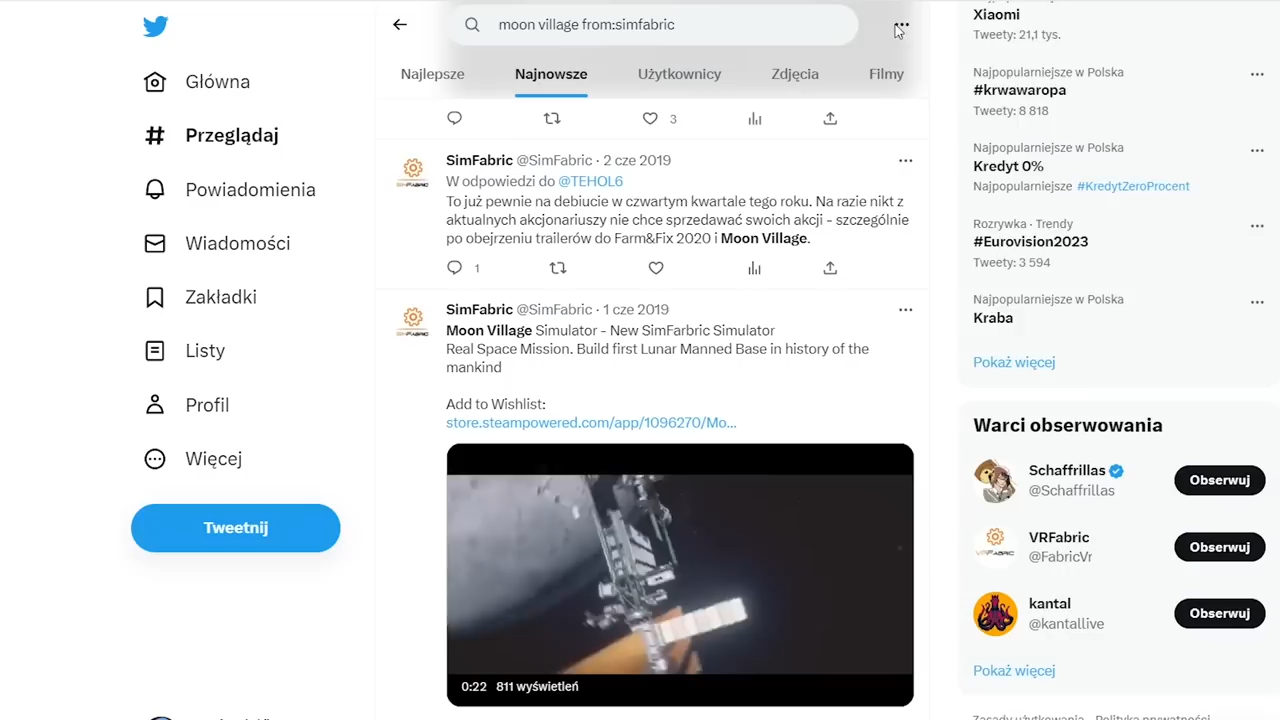 Główna
Przeglądaj
Powiadomienia
Wiadomości
Zakładki
Listy
Profil
Więcej
Tweetnij
moon village from:simfabric
Najlepsze
Najnowsze
Użytkownicy
Zdjęcia
Filmy
3
SimFabric @SimFabric · 2 cze 2019
W odpowiedzi do @TEHOL6
To już pewnie na debiucie w czwartym kwartale tego roku. Na razie nikt z
aktualnych akcjonariuszy nie chce sprzedawać swoich akcji - szczególnie
po obejrzeniu trailerów do Farm&Fix 2020 i Moon Village.
1
SimFabric @SimFabric · 1 cze 2019
Moon Village Simulator - New SimFarbric Simulator
Real Space Mission. Build first Lunar Manned Base in history of the
mankind
Add to Wishlist:
store.steampowered.com/app/1096270/Mo...
0:22 811 wyświetleń
Xiaomi
Tweety: 21,1 tys.
Najpopularniejsze w Polska
#krwawaropa
Tweety: 8 818
Najpopularniejsze w Polska
Kredyt 0%
Najpopularniejsze #KredytZeroProcent
Rozrywka · Trendy
#Eurovision2023
Tweety: 3 594
Najpopularniejsze w Polska
Kraba
Pokaż więcej
Warci obserwowania
Schaffrillas
@Schaffrillas
Obserwuj
VRFabric
@FabricVr
Obserwuj
kantal
@kantallive
Obserwuj
Pokaż więcej
Zasady użytkowania Polityka prywatności